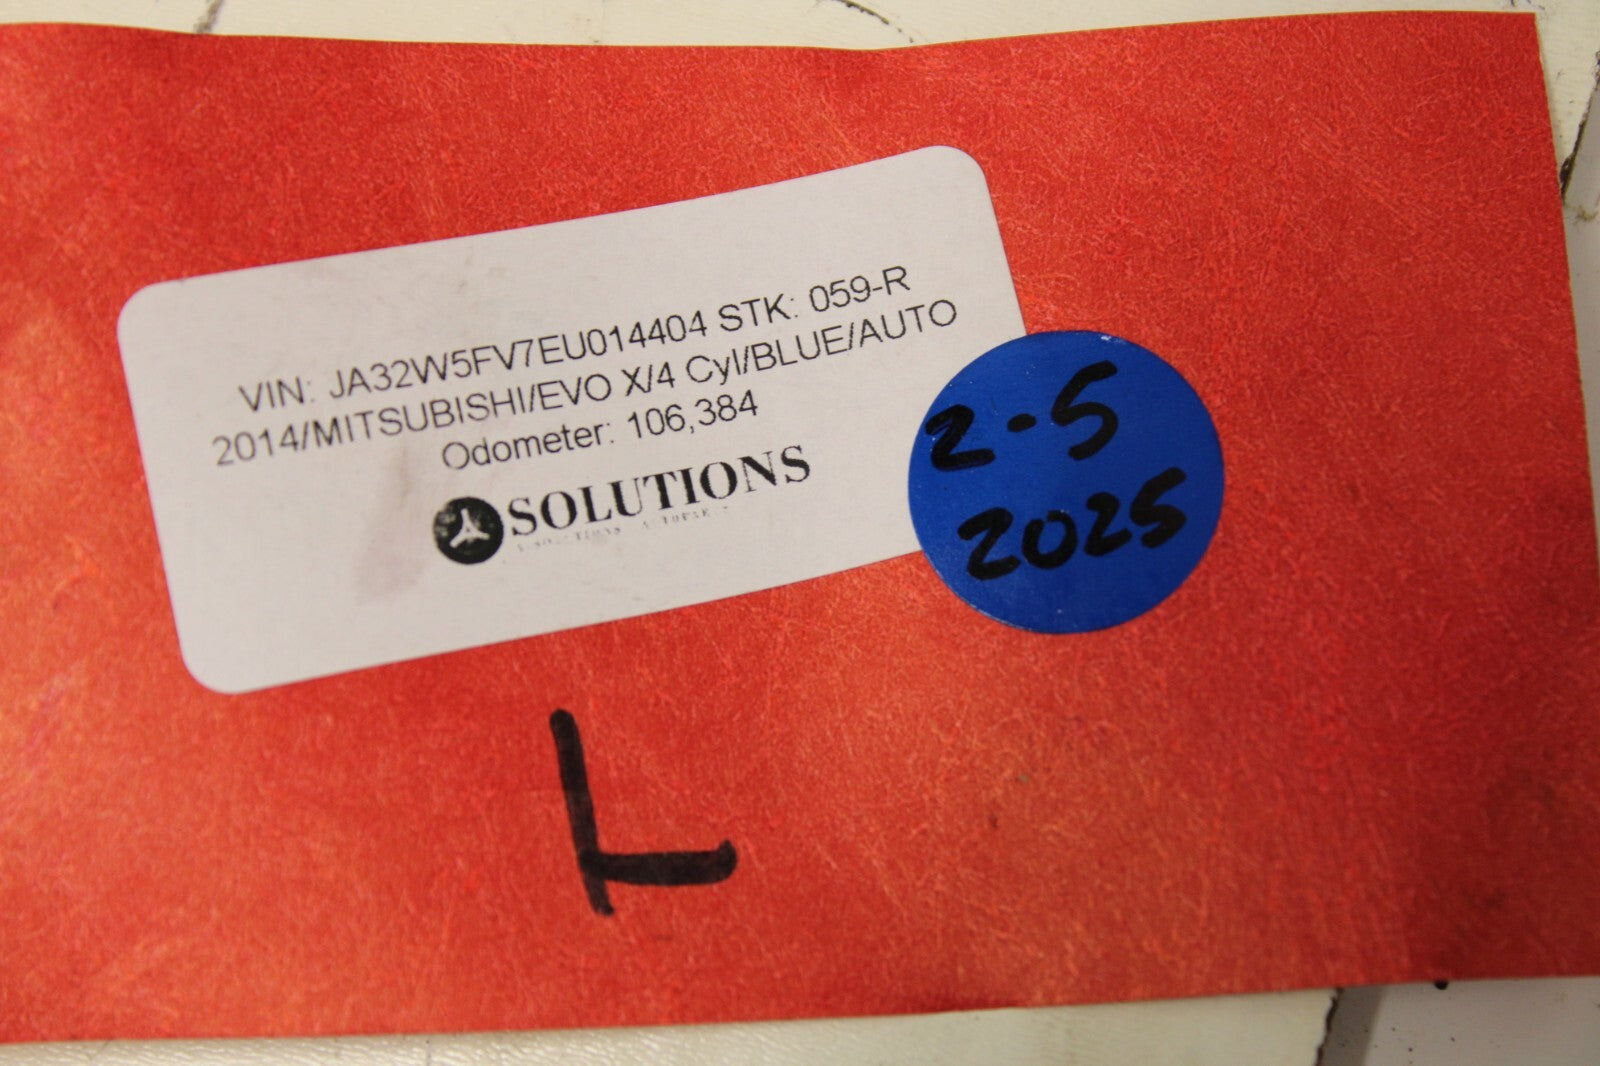 VIN: JA32W5FV7EU014404 STK: 059-R
2014/MITSUBISHI/EVO X/4 Cyl/BLUE/AUTO
Odometer: 106,384
SOLUTIONS
2-5
2025
L